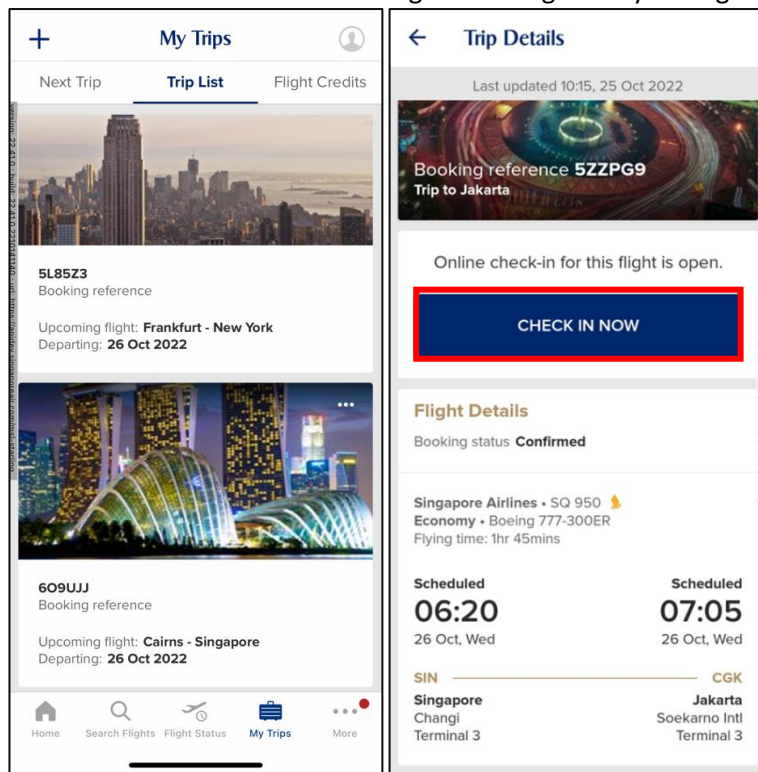 My Trips
Next Trip
Trip List
Flight Credits
5L85Z3
Booking reference
Upcoming flight: Frankfurt - New York
Departing: 26 Oct 2022
6O9UJJ
Booking reference
Upcoming flight: Cairns - Singapore
Departing: 26 Oct 2022
Home
Search Flights
Flight Status
My Trips
More
Trip Details
Last updated 10:15, 25 Oct 2022
Booking reference 5ZZPG9
Trip to Jakarta
Online check-in for this flight is open.
CHECK IN NOW
Flight Details
Booking status Confirmed
Singapore Airlines • SQ 950
Economy • Boeing 777-300ER
Flying time: 1hr 45mins
Scheduled
06:20
26 Oct, Wed
Scheduled
07:05
26 Oct, Wed
SIN
CGK
Singapore
Changi
Terminal 3
Jakarta
Soekarno Intl
Terminal 3